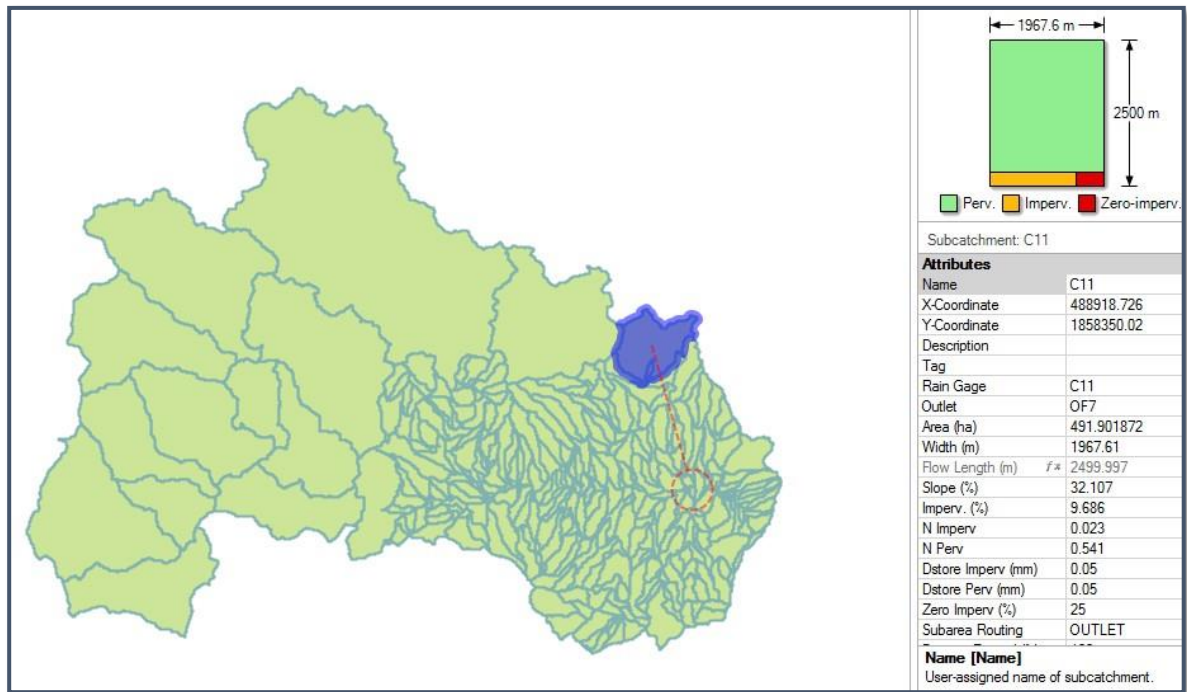 1967.6 m
2500 m
Perv. Imperv. Zero-imperv.
Subcatchment: C11
Attributes
Name C11
X-Coordinate 488918.726
Y-Coordinate 1858350.02
Description
Tag
Rain Gage C11
Outlet OF7
Area (ha) 491.901872
Width (m) 1967.61
Flow Length (m) f x 2499.997
Slope (%) 32.107
Imperv. (%) 9.686
N Imperv 0.023
N Perv 0.541
Dstore Imperv (mm) 0.05
Dstore Perv (mm) 0.05
Zero Imperv (%) 25
Subarea Routing OUTLET
Name [Name]
User-assigned name of subcatchment.